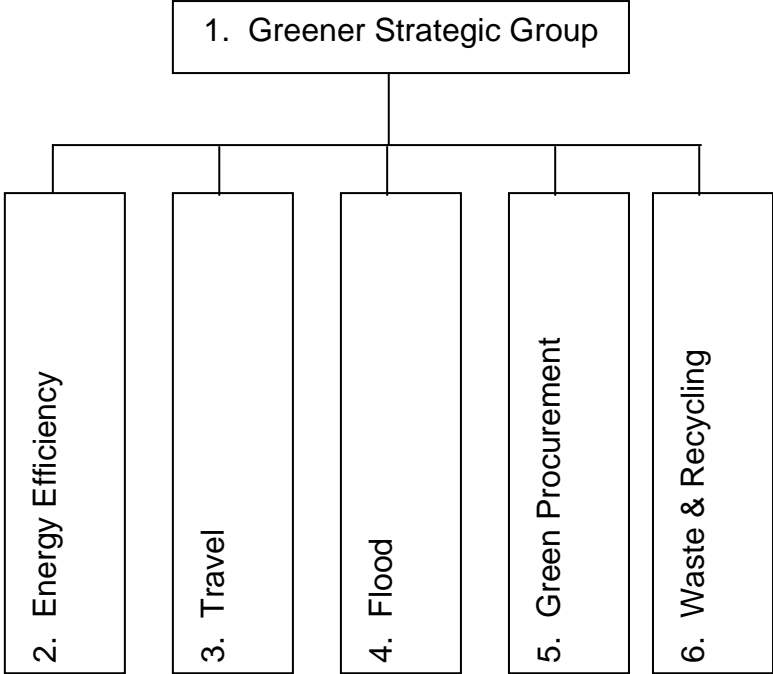 1. Greener Strategic Group
2. Energy Efficiency
3. Travel
4. Flood
5. Green Procurement
6. Waste & Recycling